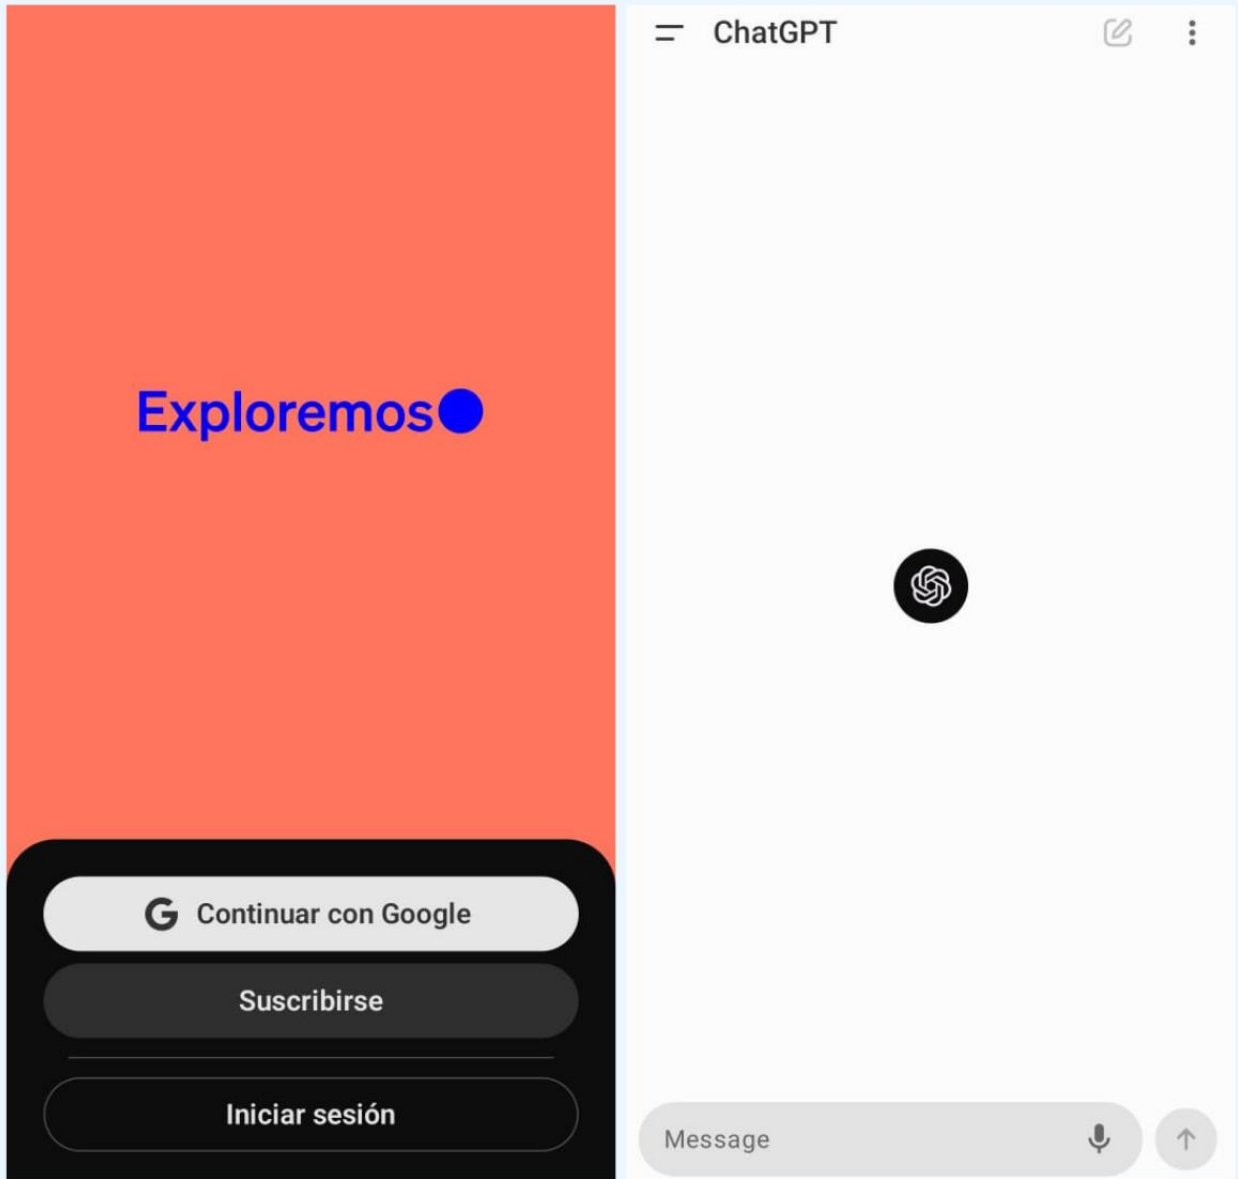 Exploremos
Continuar con Google
Suscribirse
Iniciar sesión
ChatGPT
Message